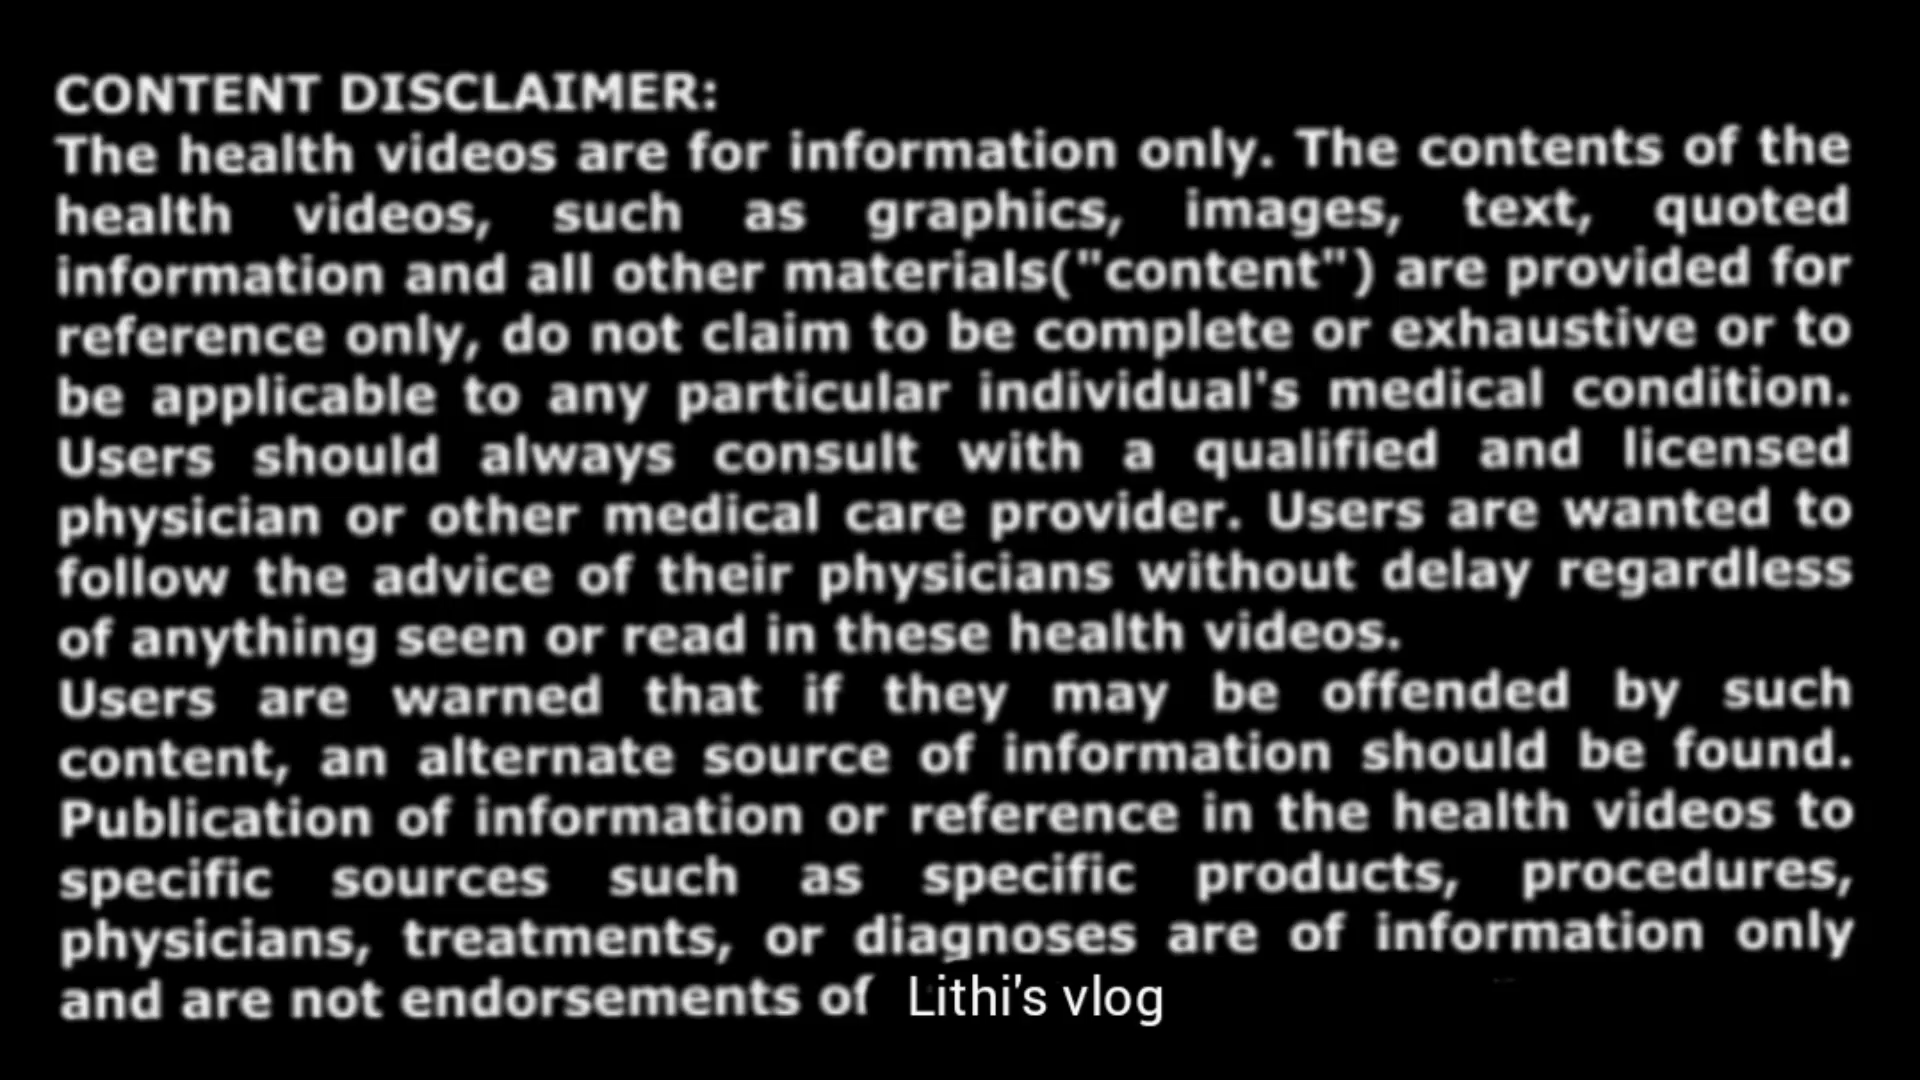 CONTENT DISCLAIMER:
The health videos are for information only. The contents of the
health videos, such as graphics, images, text, quoted
information and all other materials("content") are provided for
reference only, do not claim to be complete or exhaustive or to
be applicable to any particular individual's medical condition.
Users should always consult with a qualified and licensed
physician or other medical care provider. Users are wanted to
follow the advice of their physicians without delay regardless
of anything seen or read in these health videos.
Users are warned that if they may be offended by such
content, an alternate source of information should be found.
Publication of information or reference in the health videos to
specific sources such as specific products, procedures,
physicians, treatments, or diagnoses are of information only
and are not endorsements of Lithi's vlog